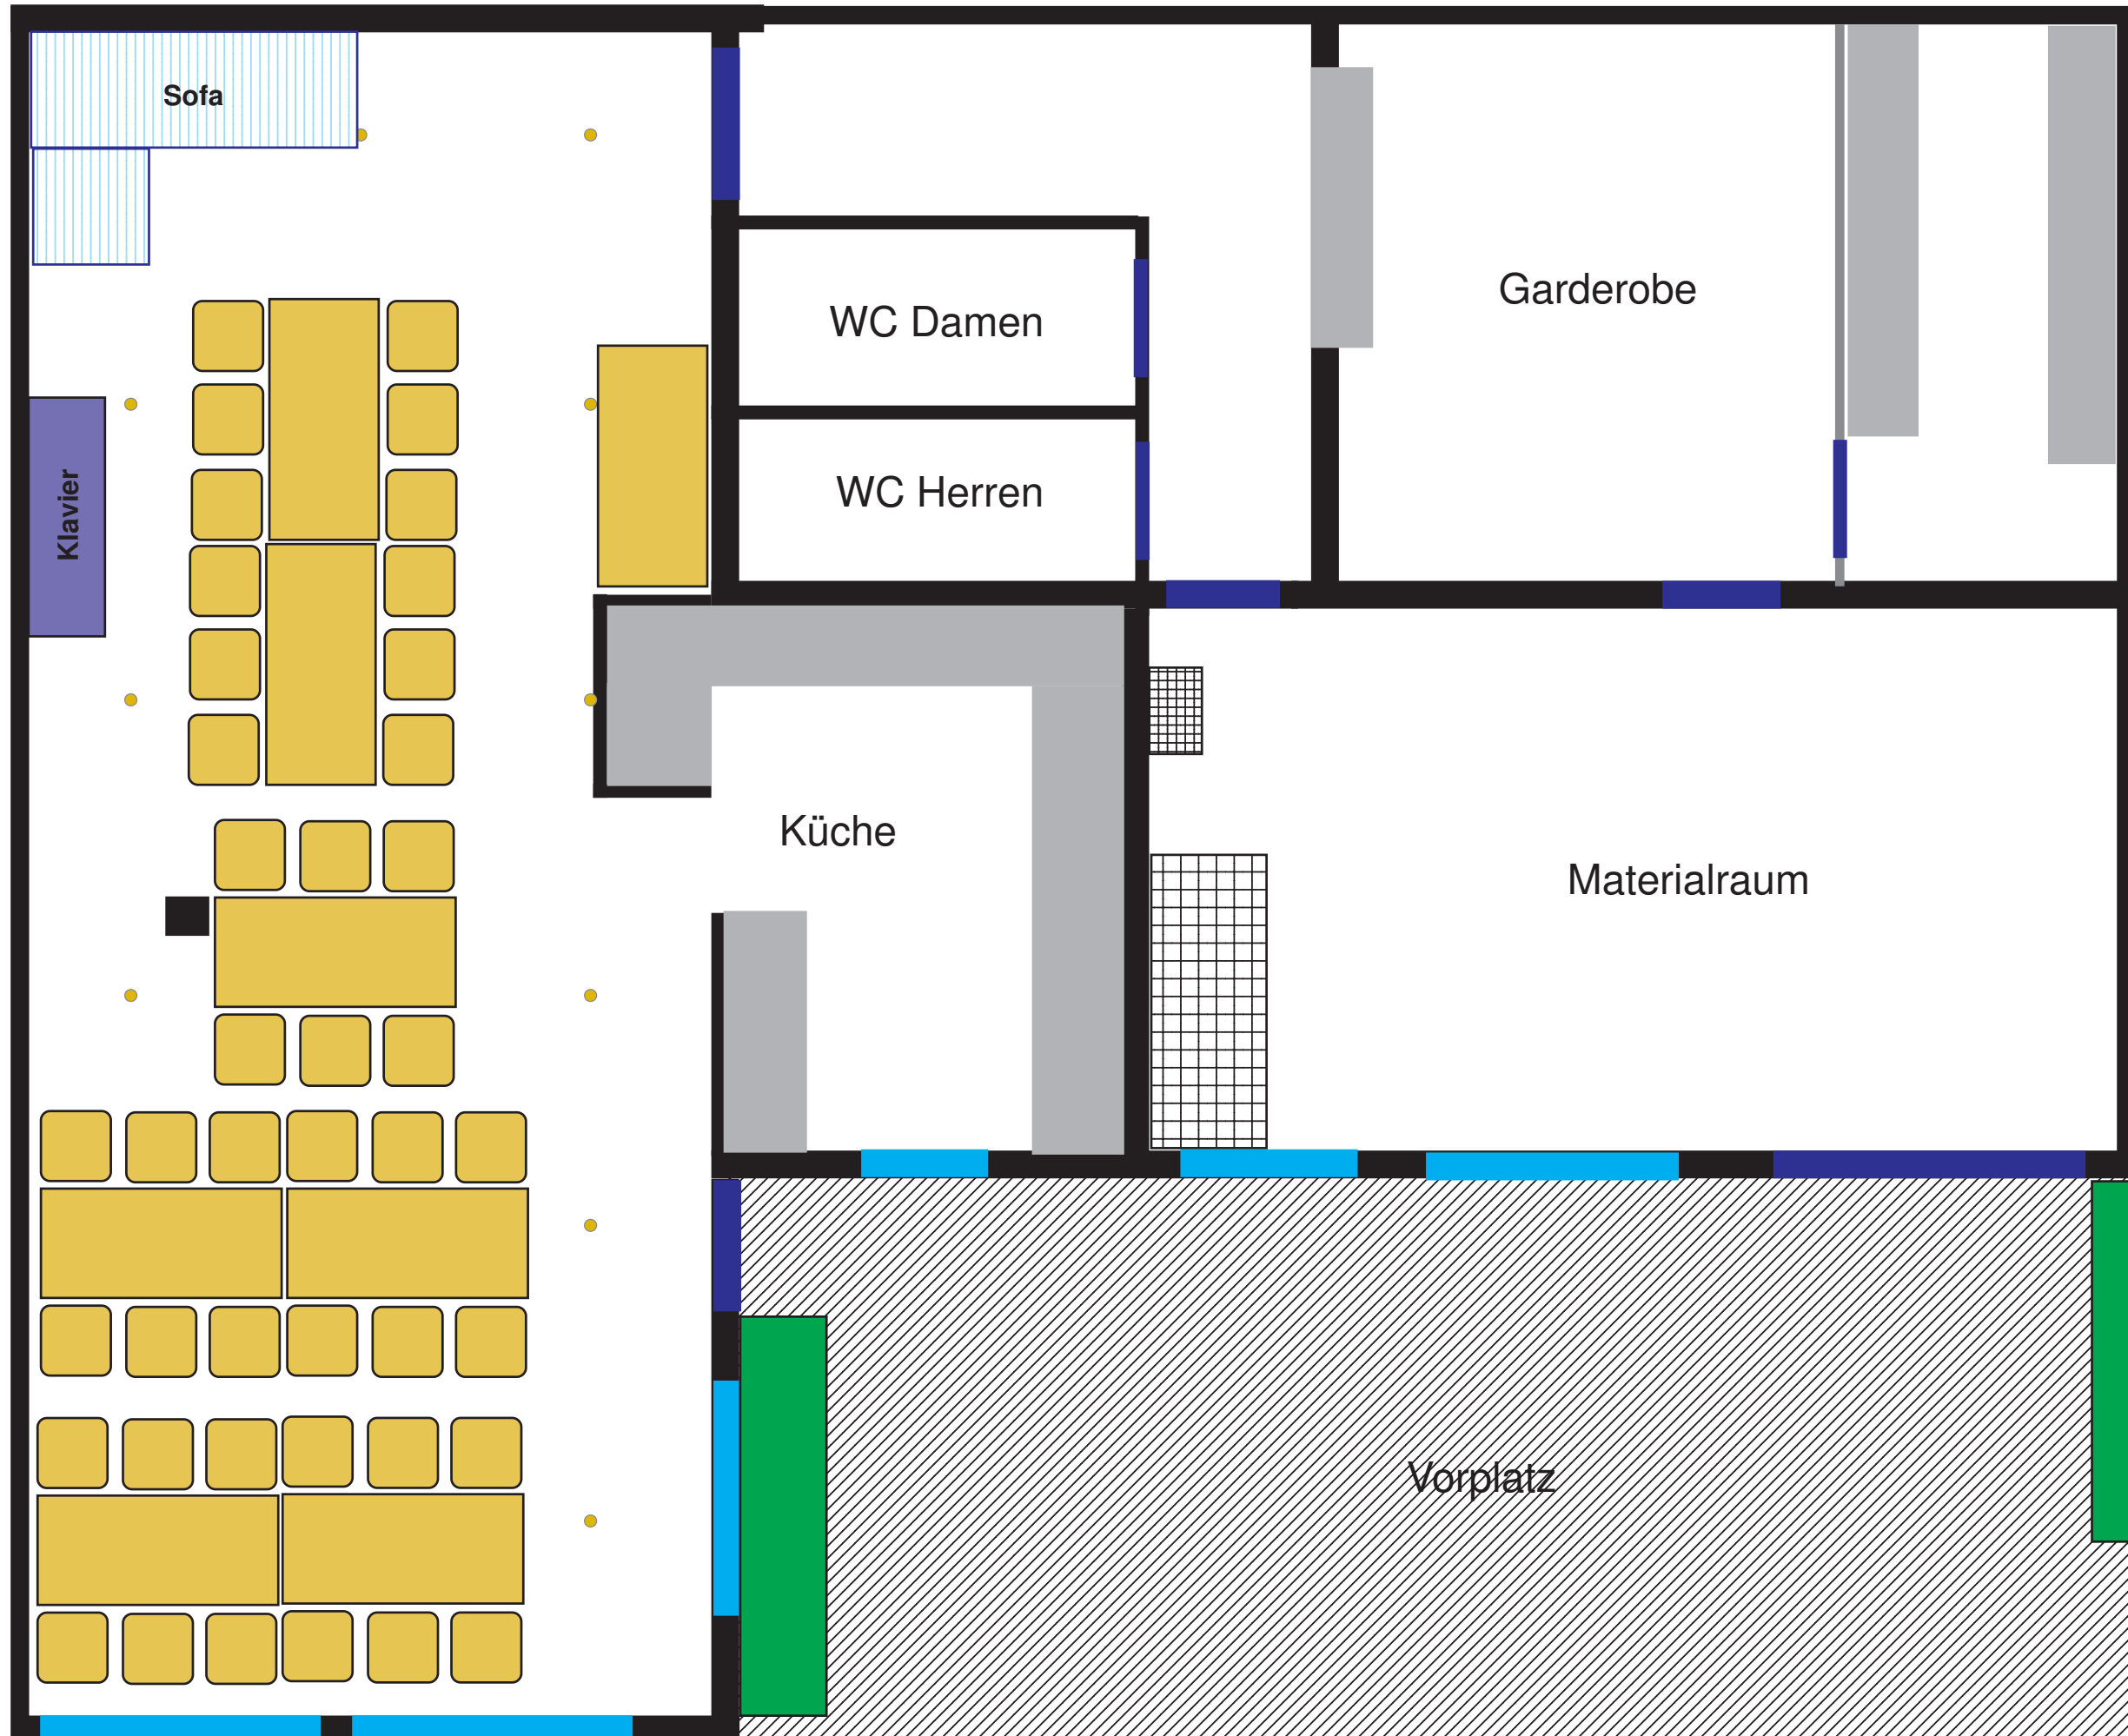 Sofa
Garderobe
WC Damen
WC Herren
Klavier
Küche
Materialraum
Vorplatz